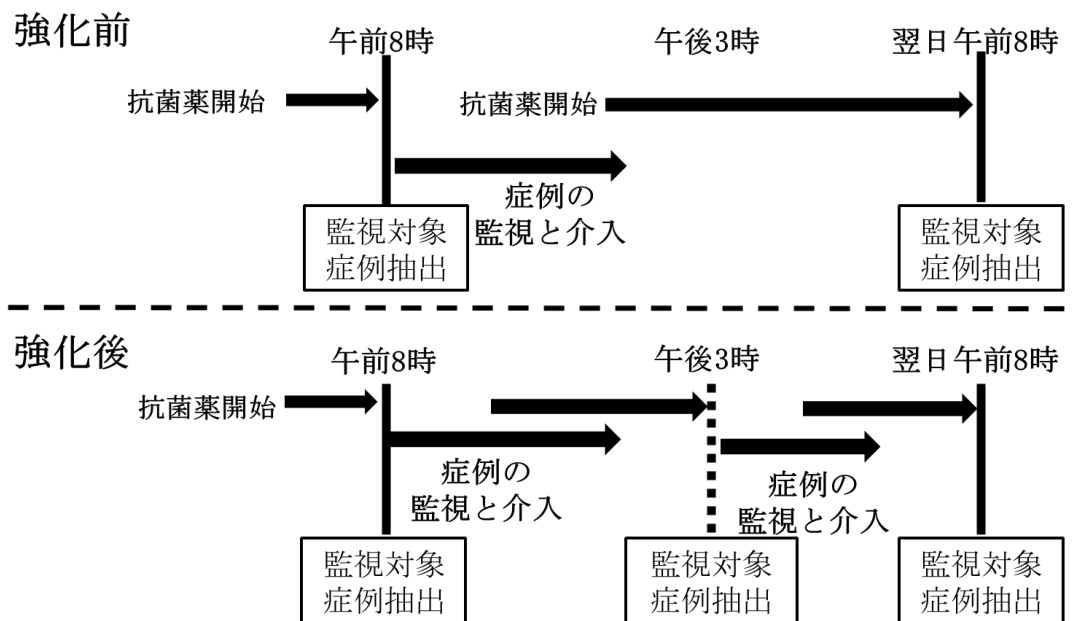 強化前
午前8時
午後3時
翌日午前8時
抗菌薬開始
抗菌薬開始
症例の
監視と介入
監視対象
症例抽出
監視対象
症例抽出
強化後
午前8時
午後3時
翌日午前8時
抗菌薬開始
症例の
監視と介入
症例の
監視と介入
監視対象
症例抽出
監視対象
症例抽出
監視対象
症例抽出